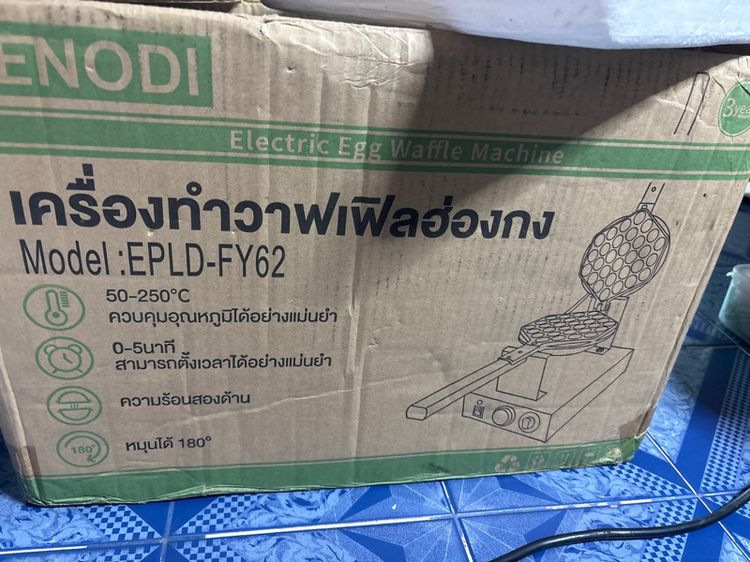 ENODI
3 year
Electric Egg Waffle Machine
เครื่องทำวาฟเฟิลฮ่องกง
Model :EPLD-FY62
50-250°C
ควบคุมอุณหภูมิได้อย่างแม่นยำ
0-5นาที
สามารถตั้งเวลาได้อย่างแม่นยำ
ความร้อนสองด้าน
180°
หมุนได้ 180°